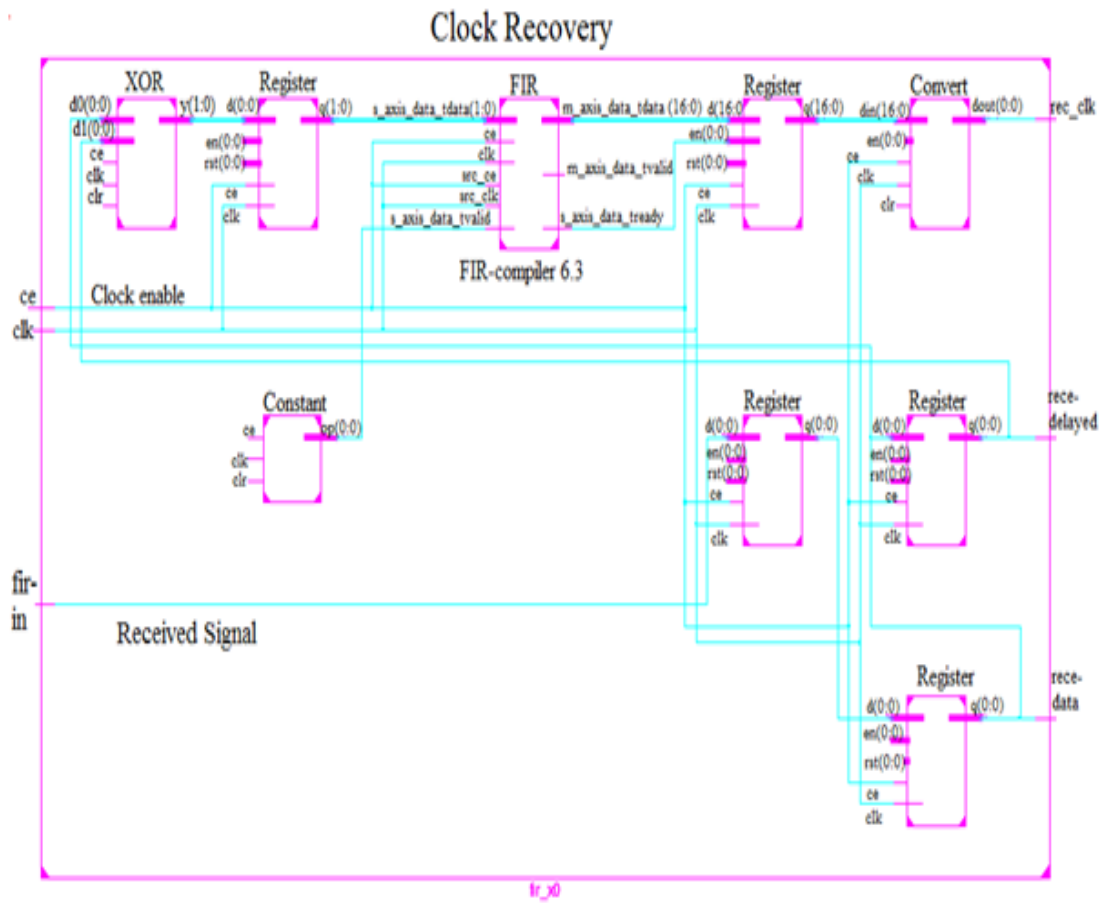 Clock Recovery
XOR
Register
FIR
Register
Convert
d0(0:0)
y(1:0)
d(0:0)
q(1:0)
s_axis_data_tdata(1:0)
m_axis_data_tdata (16:0)
d(16:0)
q(16:0)
din(16:0)
dout(0:0)
rec_clk
d1(0:0)
en(0:0)
ce
en(0:0)
en(0:0)
ce
rst(0:0)
clk
m_axis_data_tvalid
rst(0:0)
ce
clk
src_ce
clk
clr
ce
src_clk
ce
clr
clk
s_axis_data_tvalid
s_axis_data_tready
clk
FIR-compiler 6.3
ce
Clock enable
clk
Constant
Register
Register
rece-
delayed
ce
op(0:0)
d(0:0)
q(0:0)
d(0:0)
q(0:0)
clk
en(0:0)
en(0:0)
clr
rst(0:0)
rst(0:0)
ce
ce
clk
clk
fir-
in
Received Signal
Register
rece-
data
d(0:0)
q(0:0)
en(0:0)
rst(0:0)
ce
clk
fir_x0